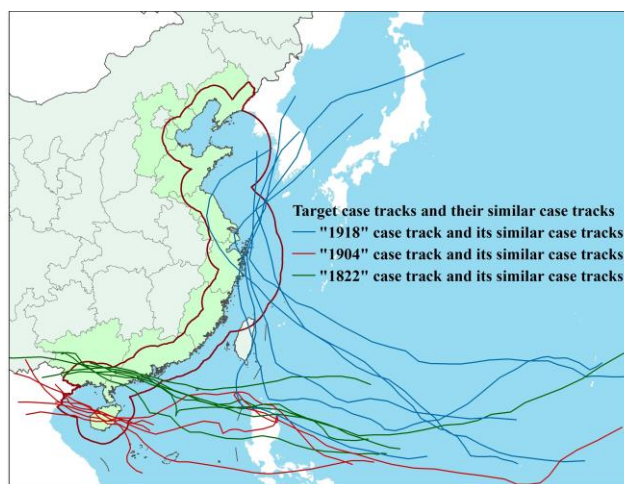 Target case tracks and their similar case tracks
"1918" case track and its similar case tracks
"1904" case track and its similar case tracks
"1822" case track and its similar case tracks